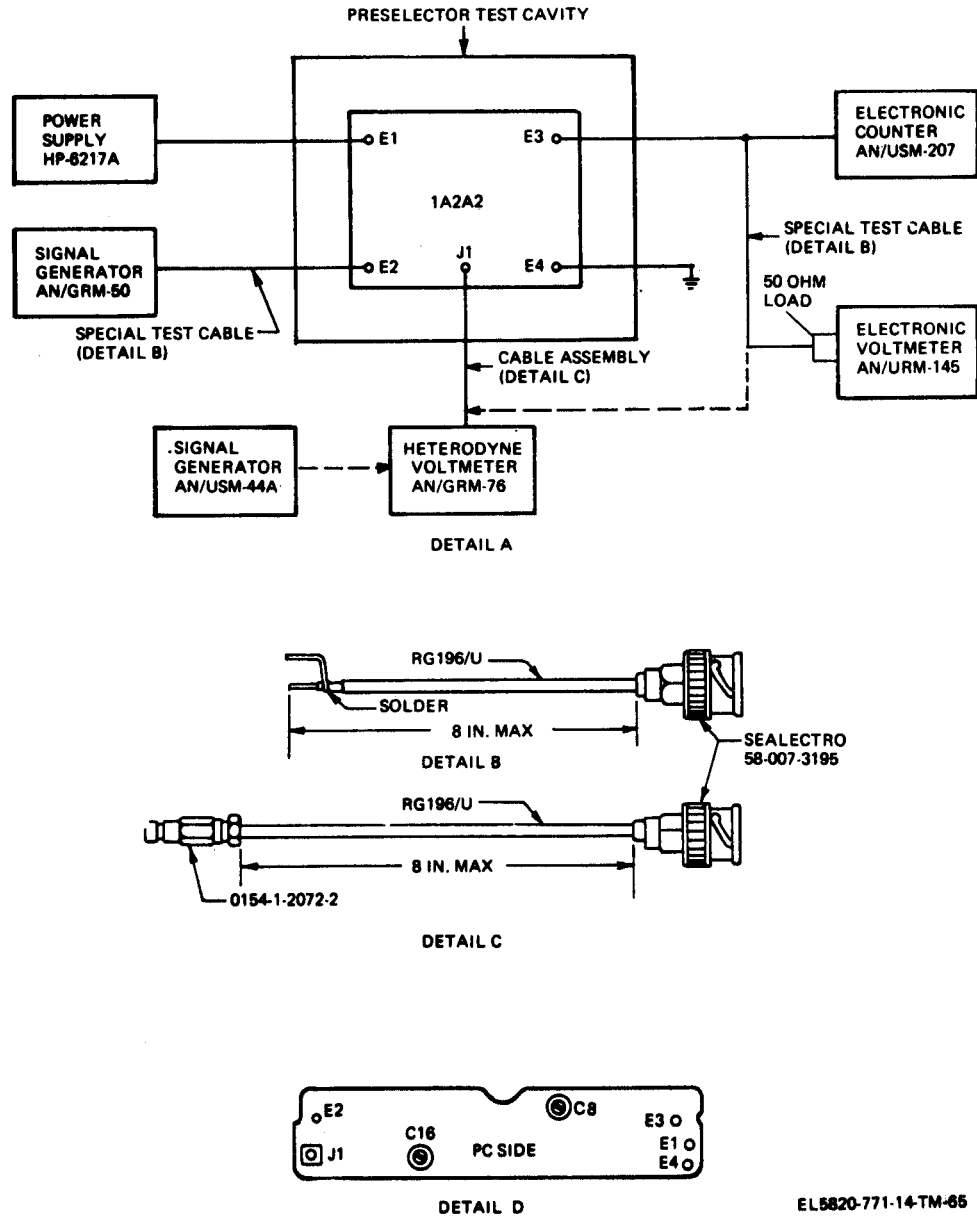 PRESELECTOR TEST CAVITY
POWER
SUPPLY
HP-6217A
E1
E3
ELECTRONIC
COUNTER
AN/USM-207
1A2A2
SIGNAL
GENERATOR
AN/GRM-50
E2
J1
E4
SPECIAL TEST CABLE
(DETAIL B)
SPECIAL TEST CABLE
(DETAIL B)
50 OHM
LOAD
ELECTRONIC
VOLTMETER
AN/URM-145
CABLE ASSEMBLY
(DETAIL C)
SIGNAL
GENERATOR
AN/USM-44A
HETERODYNE
VOLTMETER
AN/GRM-76
DETAIL A
RG196/U
SOLDER
8 IN. MAX
DETAIL B
SEALECTRO
58-007-3195
RG196/U
8 IN. MAX
0154-1-2072-2
DETAIL C
E2
C8
E3
C16
PC SIDE
E1
J1
E4
DETAIL D
EL5820-771-14-TM-65